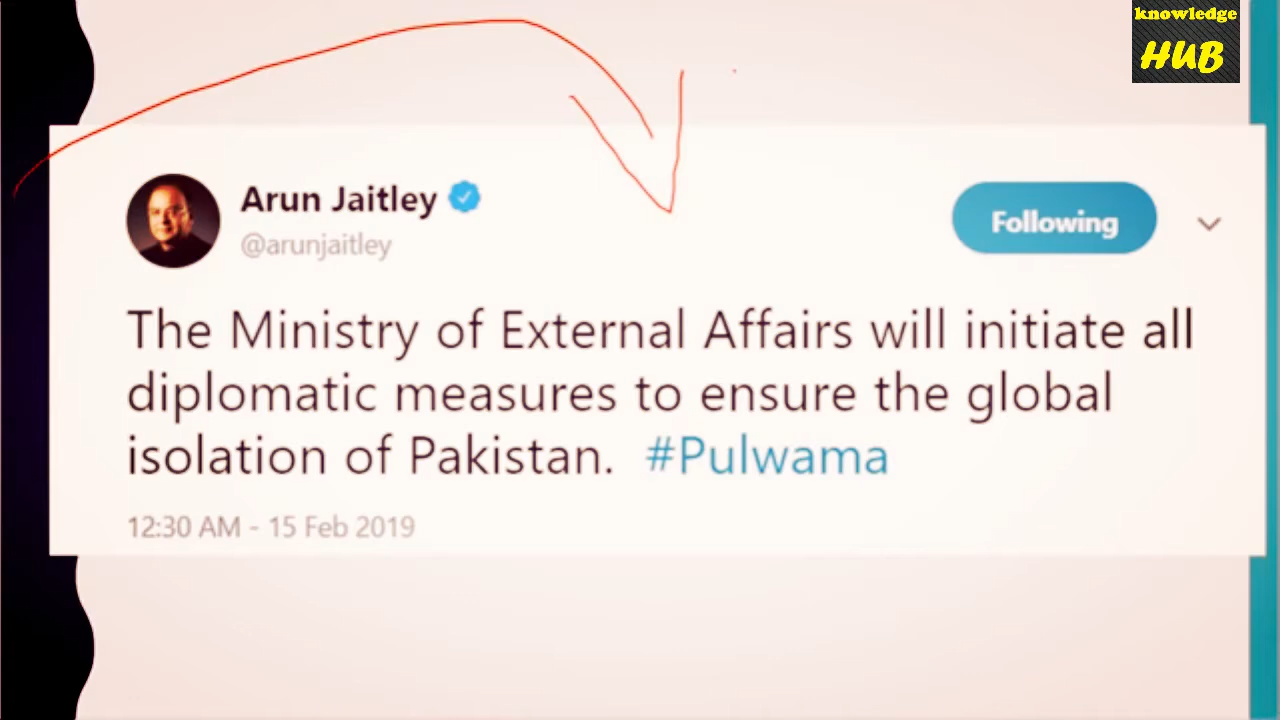 knowledge
HUB
Arun Jaitley
@arunjaitley
Following
The Ministry of External Affairs will initiate all
diplomatic measures to ensure the global
isolation of Pakistan. #Pulwama
12:30 AM - 15 Feb 2019